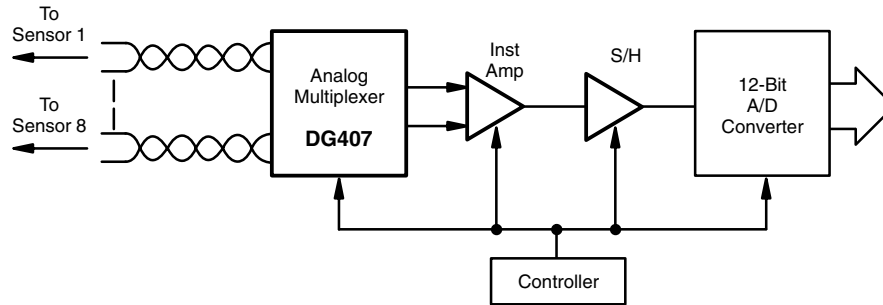 To
Sensor 1
To
Sensor 8
Analog
Multiplexer
DG407
Inst
Amp
S/H
12-Bit
A/D
Converter
Controller